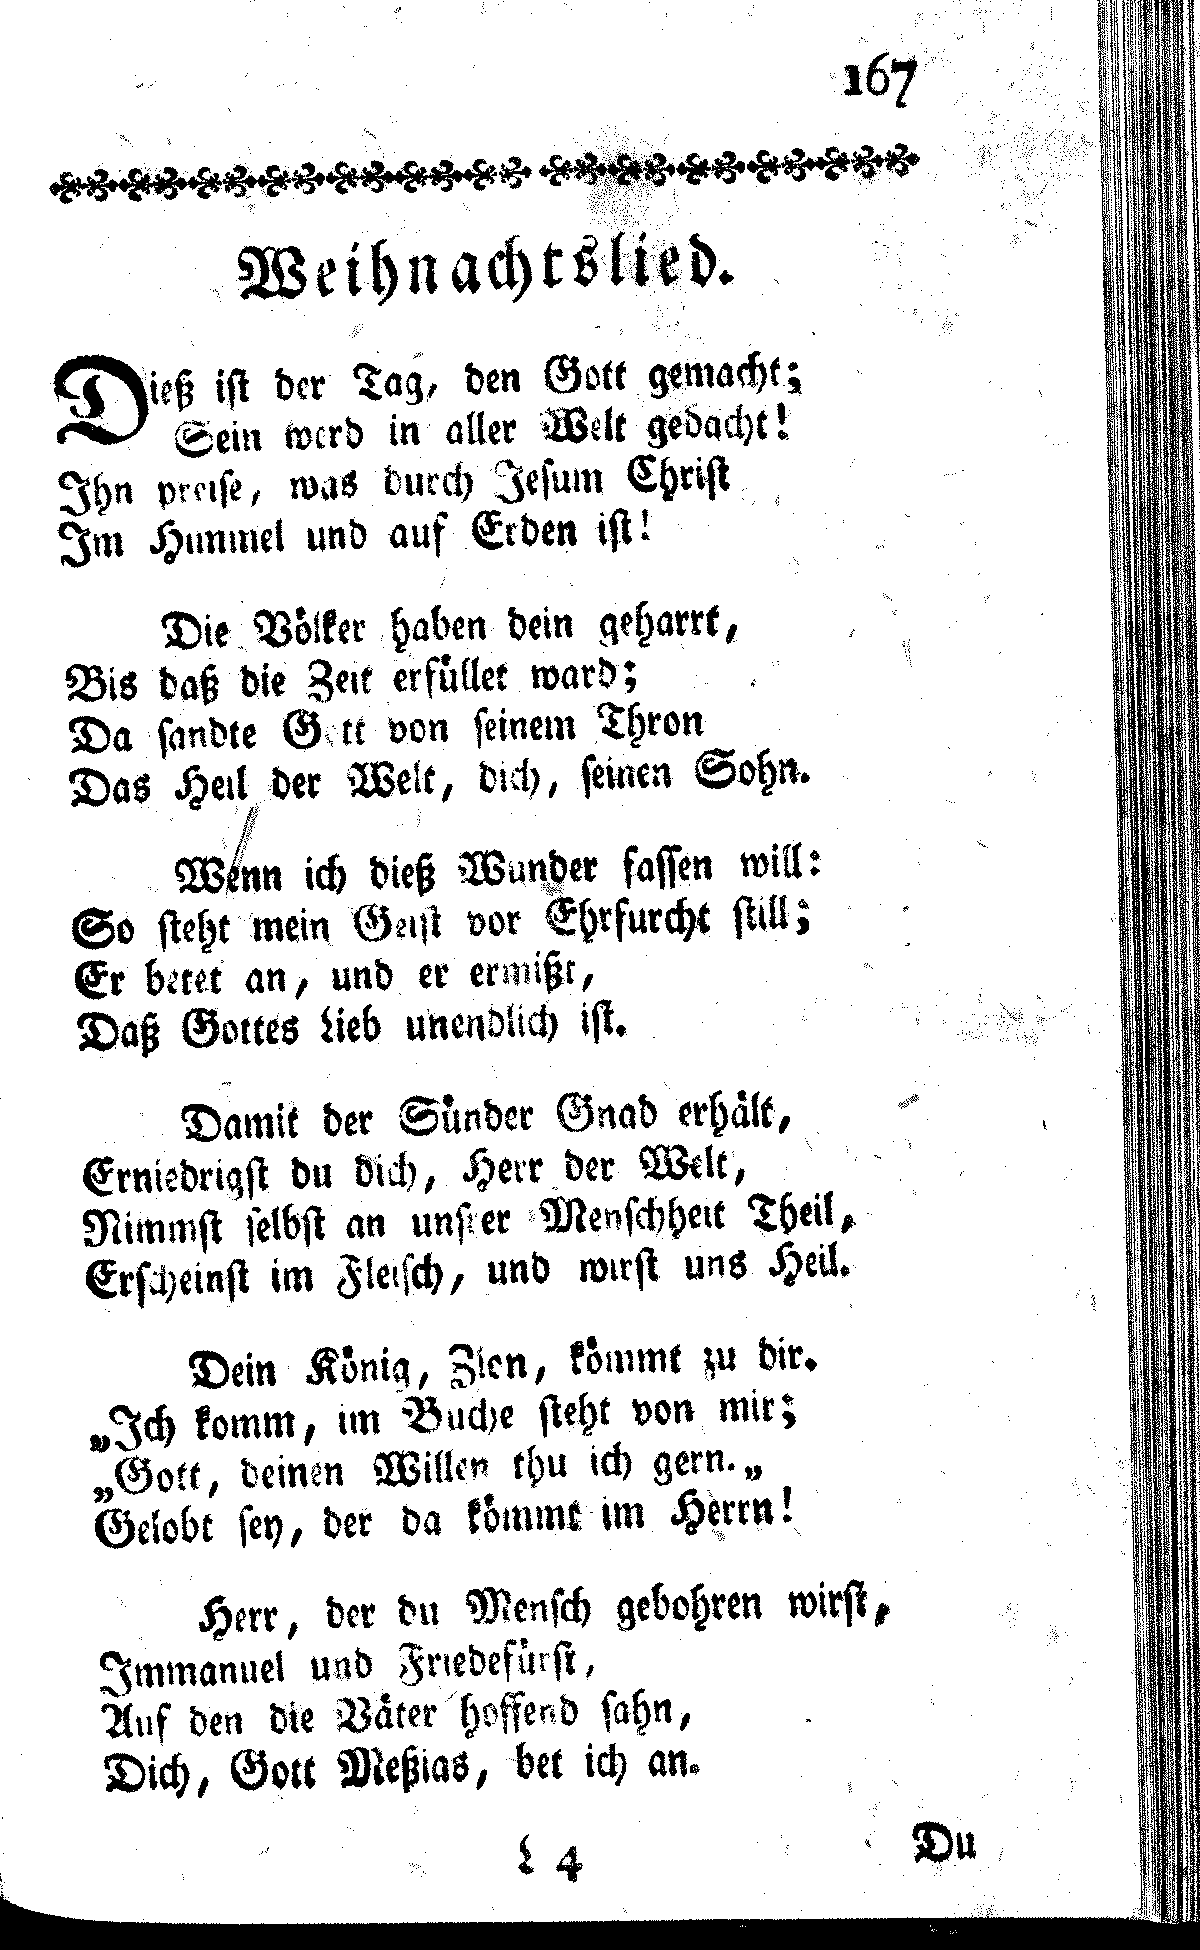 167
Weihnachtslied.
Dieß ist der Tag, den Gott gemacht;
Sein werd in aller Welt gedacht!
Ihn preise, was durch Jesum Christ
Im Himmel und auf Erden ist!
Die Völker haben dein geharrt,
Bis daß die Zeit erfüllet ward;
Da sandte Gott von seinem Thron
Das Heil der Welt, dich, seinen Sohn.
Wenn ich dieß Wunder fassen will:
So steht mein Geist vor Ehrfurcht still;
Er betet an, und er ermißt,
Daß Gottes Lieb unendlich ist.
Damit der Sünder Gnad erhält,
Erniedrigst du dich, Herr der Welt,
Nimmst selbst an unsrer Menschheit Theil,
Erscheinst im Fleisch, und wirst uns Heil.
Dein König, Zion, kömmt zu dir.
„Ich komm, im Buche steht von mir;
„Gott, deinen Willen thu ich gern.„
Gelobt sey, der da kömmt im Herrn!
Herr, der du Mensch gebohren wirst,
Immanuel und Friedefürst,
Auf den die Väter hoffend sahn,
Dich, Gott Meßias, bet ich an.
L 4
Du